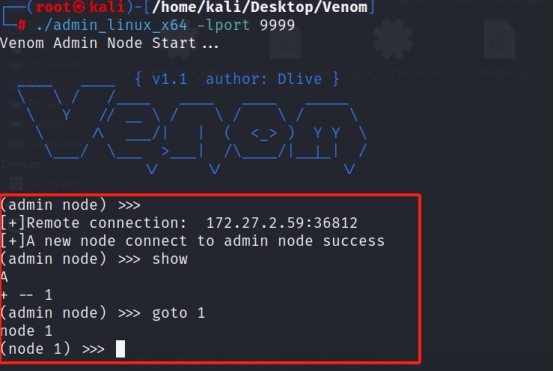 ┌──(root㉿kali)-[/home/kali/Desktop/Venom]
└─# ./admin_linux_x64 -lport 9999
Venom Admin Node Start...
{ v1.1 author: Dlive }
(admin node) >>>
[+]Remote connection: 172.27.2.59:36812
[+]A new node connect to admin node success
(admin node) >>> show
A
+ -- 1
(admin node) >>> goto 1
node 1
(node 1) >>>